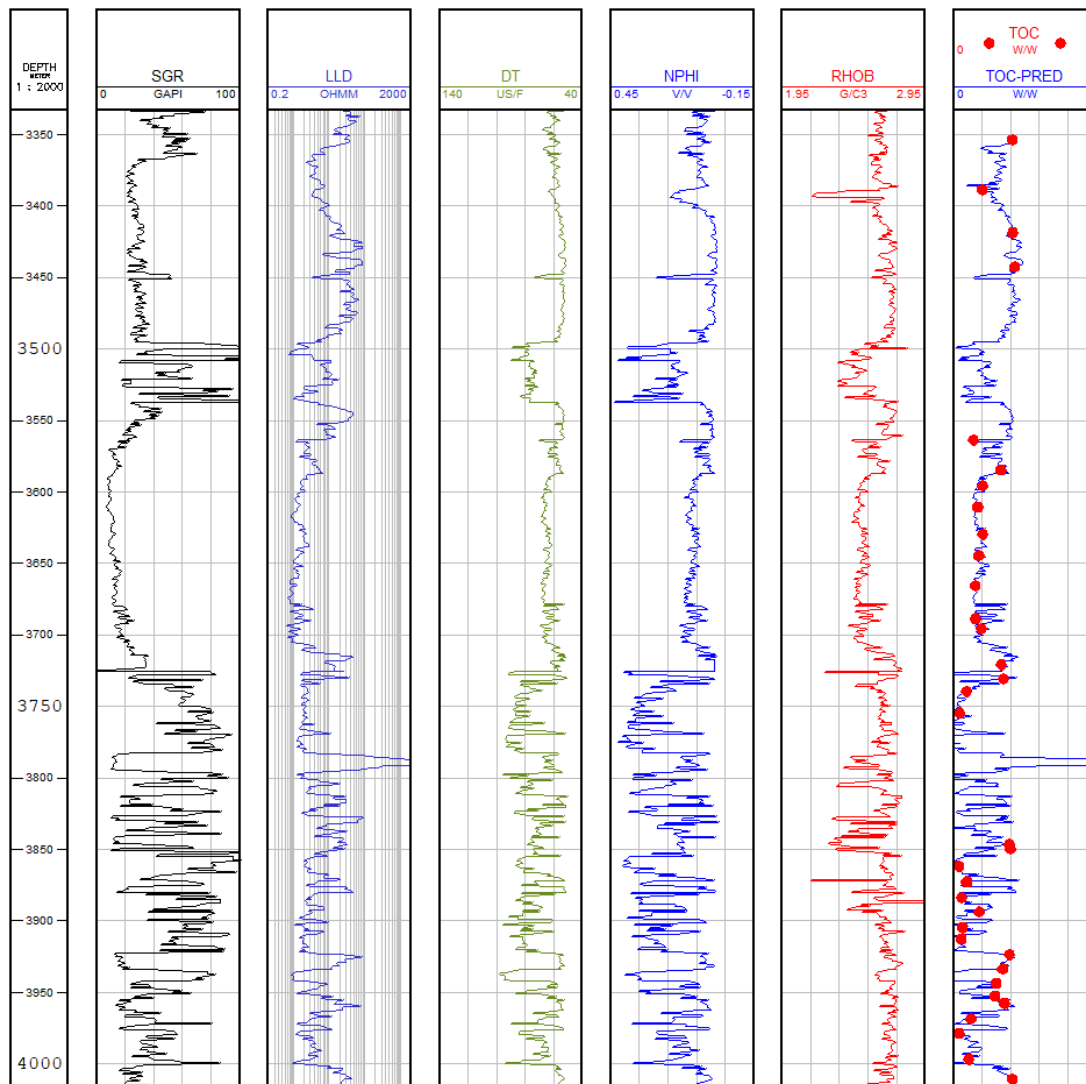 TOC
0 W/W
DEPTH
METER
1 : 2000
SGR
0 GAPI 100
LLD
0.2 OHMM 2000
DT
140 US/F 40
NPHI
0.45 V/V -0.15
RHOB
1.95 G/C3 2.95
TOC-PRED
0 W/W
3350
3400
3450
3500
3550
3600
3650
3700
3750
3800
3850
3900
3950
4000